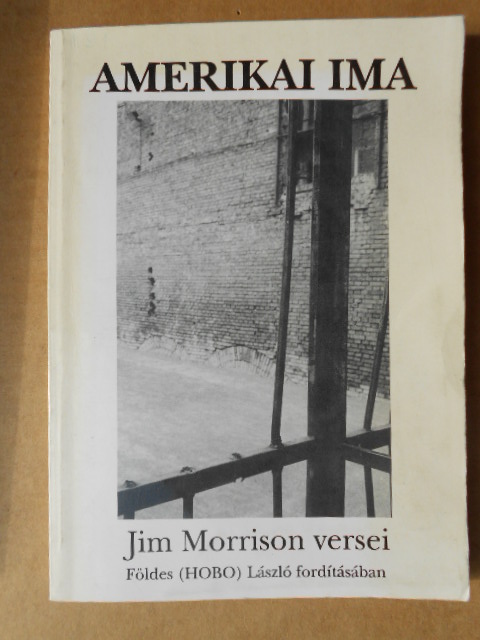 AMERIKAI IMA
Jim Morrison versei
Földes (HOBO) László fordításában